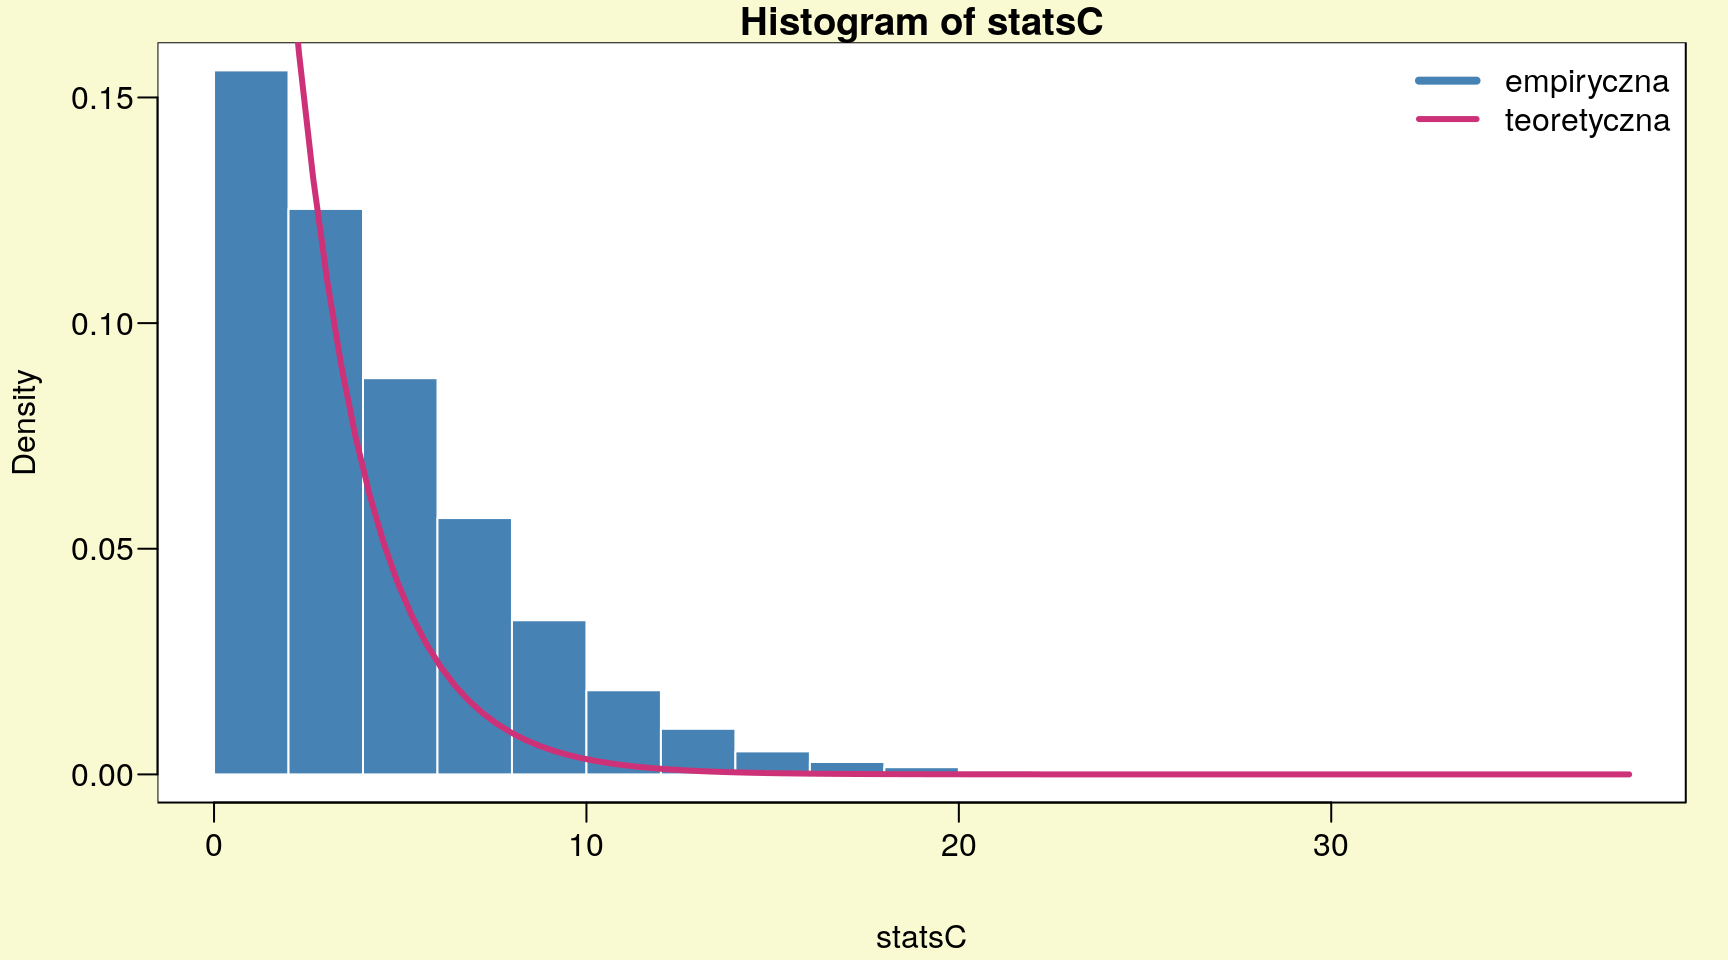 Histogram of statsC
empiryczna
teoretyczna
Density
0.15
0.10
0.05
0.00
0 10 20 30
statsC